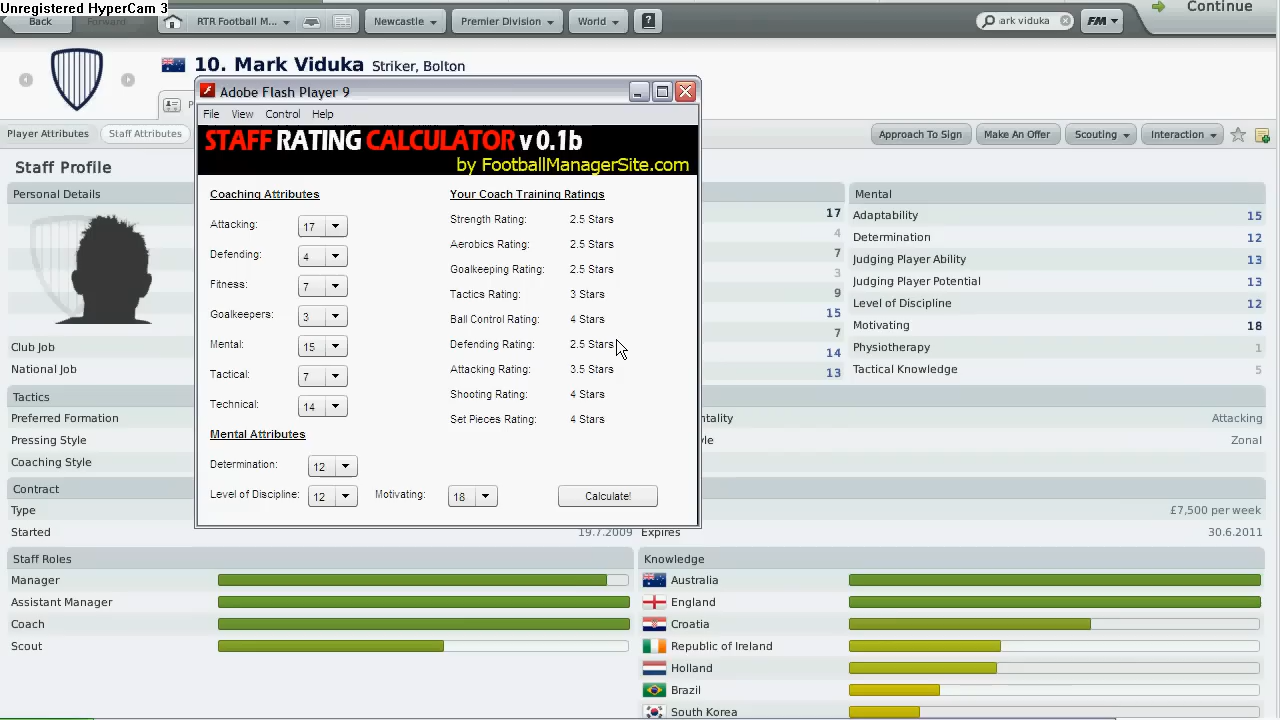 Unregistered HyperCam 3
Back Forward RTR Football M... Newcastle Premier Division World ? ark viduka FM Continue
10. Mark Viduka Striker, Bolton
Player Attributes Staff Attributes Approach To Sign Make An Offer Scouting Interaction
Staff Profile
Personal Details
Club Job
National Job
Tactics
Preferred Formation
Pressing Style
Coaching Style
Contract
Type
Started 19.7.2009
Staff Roles
Manager
Assistant Manager
Coach
Scout
Adobe Flash Player 9
File View Control Help
STAFF RATING CALCULATOR v 0.1b
by FootballManagerSite.com
Coaching Attributes
Attacking: 17
Defending: 4
Fitness: 7
Goalkeepers: 3
Mental: 15
Tactical: 7
Technical: 14
Mental Attributes
Determination: 12
Level of Discipline: 12 Motivating: 18 Calculate!
Your Coach Training Ratings
Strength Rating: 2.5 Stars
Aerobics Rating: 2.5 Stars
Goalkeeping Rating: 2.5 Stars
Tactics Rating: 3 Stars
Ball Control Rating: 4 Stars
Defending Rating: 2.5 Stars
Attacking Rating: 3.5 Stars
Shooting Rating: 4 Stars
Set Pieces Rating: 4 Stars
17
4
7
3
9
15
7
14
13
Mental
Adaptability 15
Determination 12
Judging Player Ability 13
Judging Player Potential 13
Level of Discipline 12
Motivating 18
Physiotherapy 1
Tactical Knowledge 5
ntality Attacking
le Zonal
£7,500 per week
Expires 30.6.2011
Knowledge
Australia
England
Croatia
Republic of Ireland
Holland
Brazil
South Korea